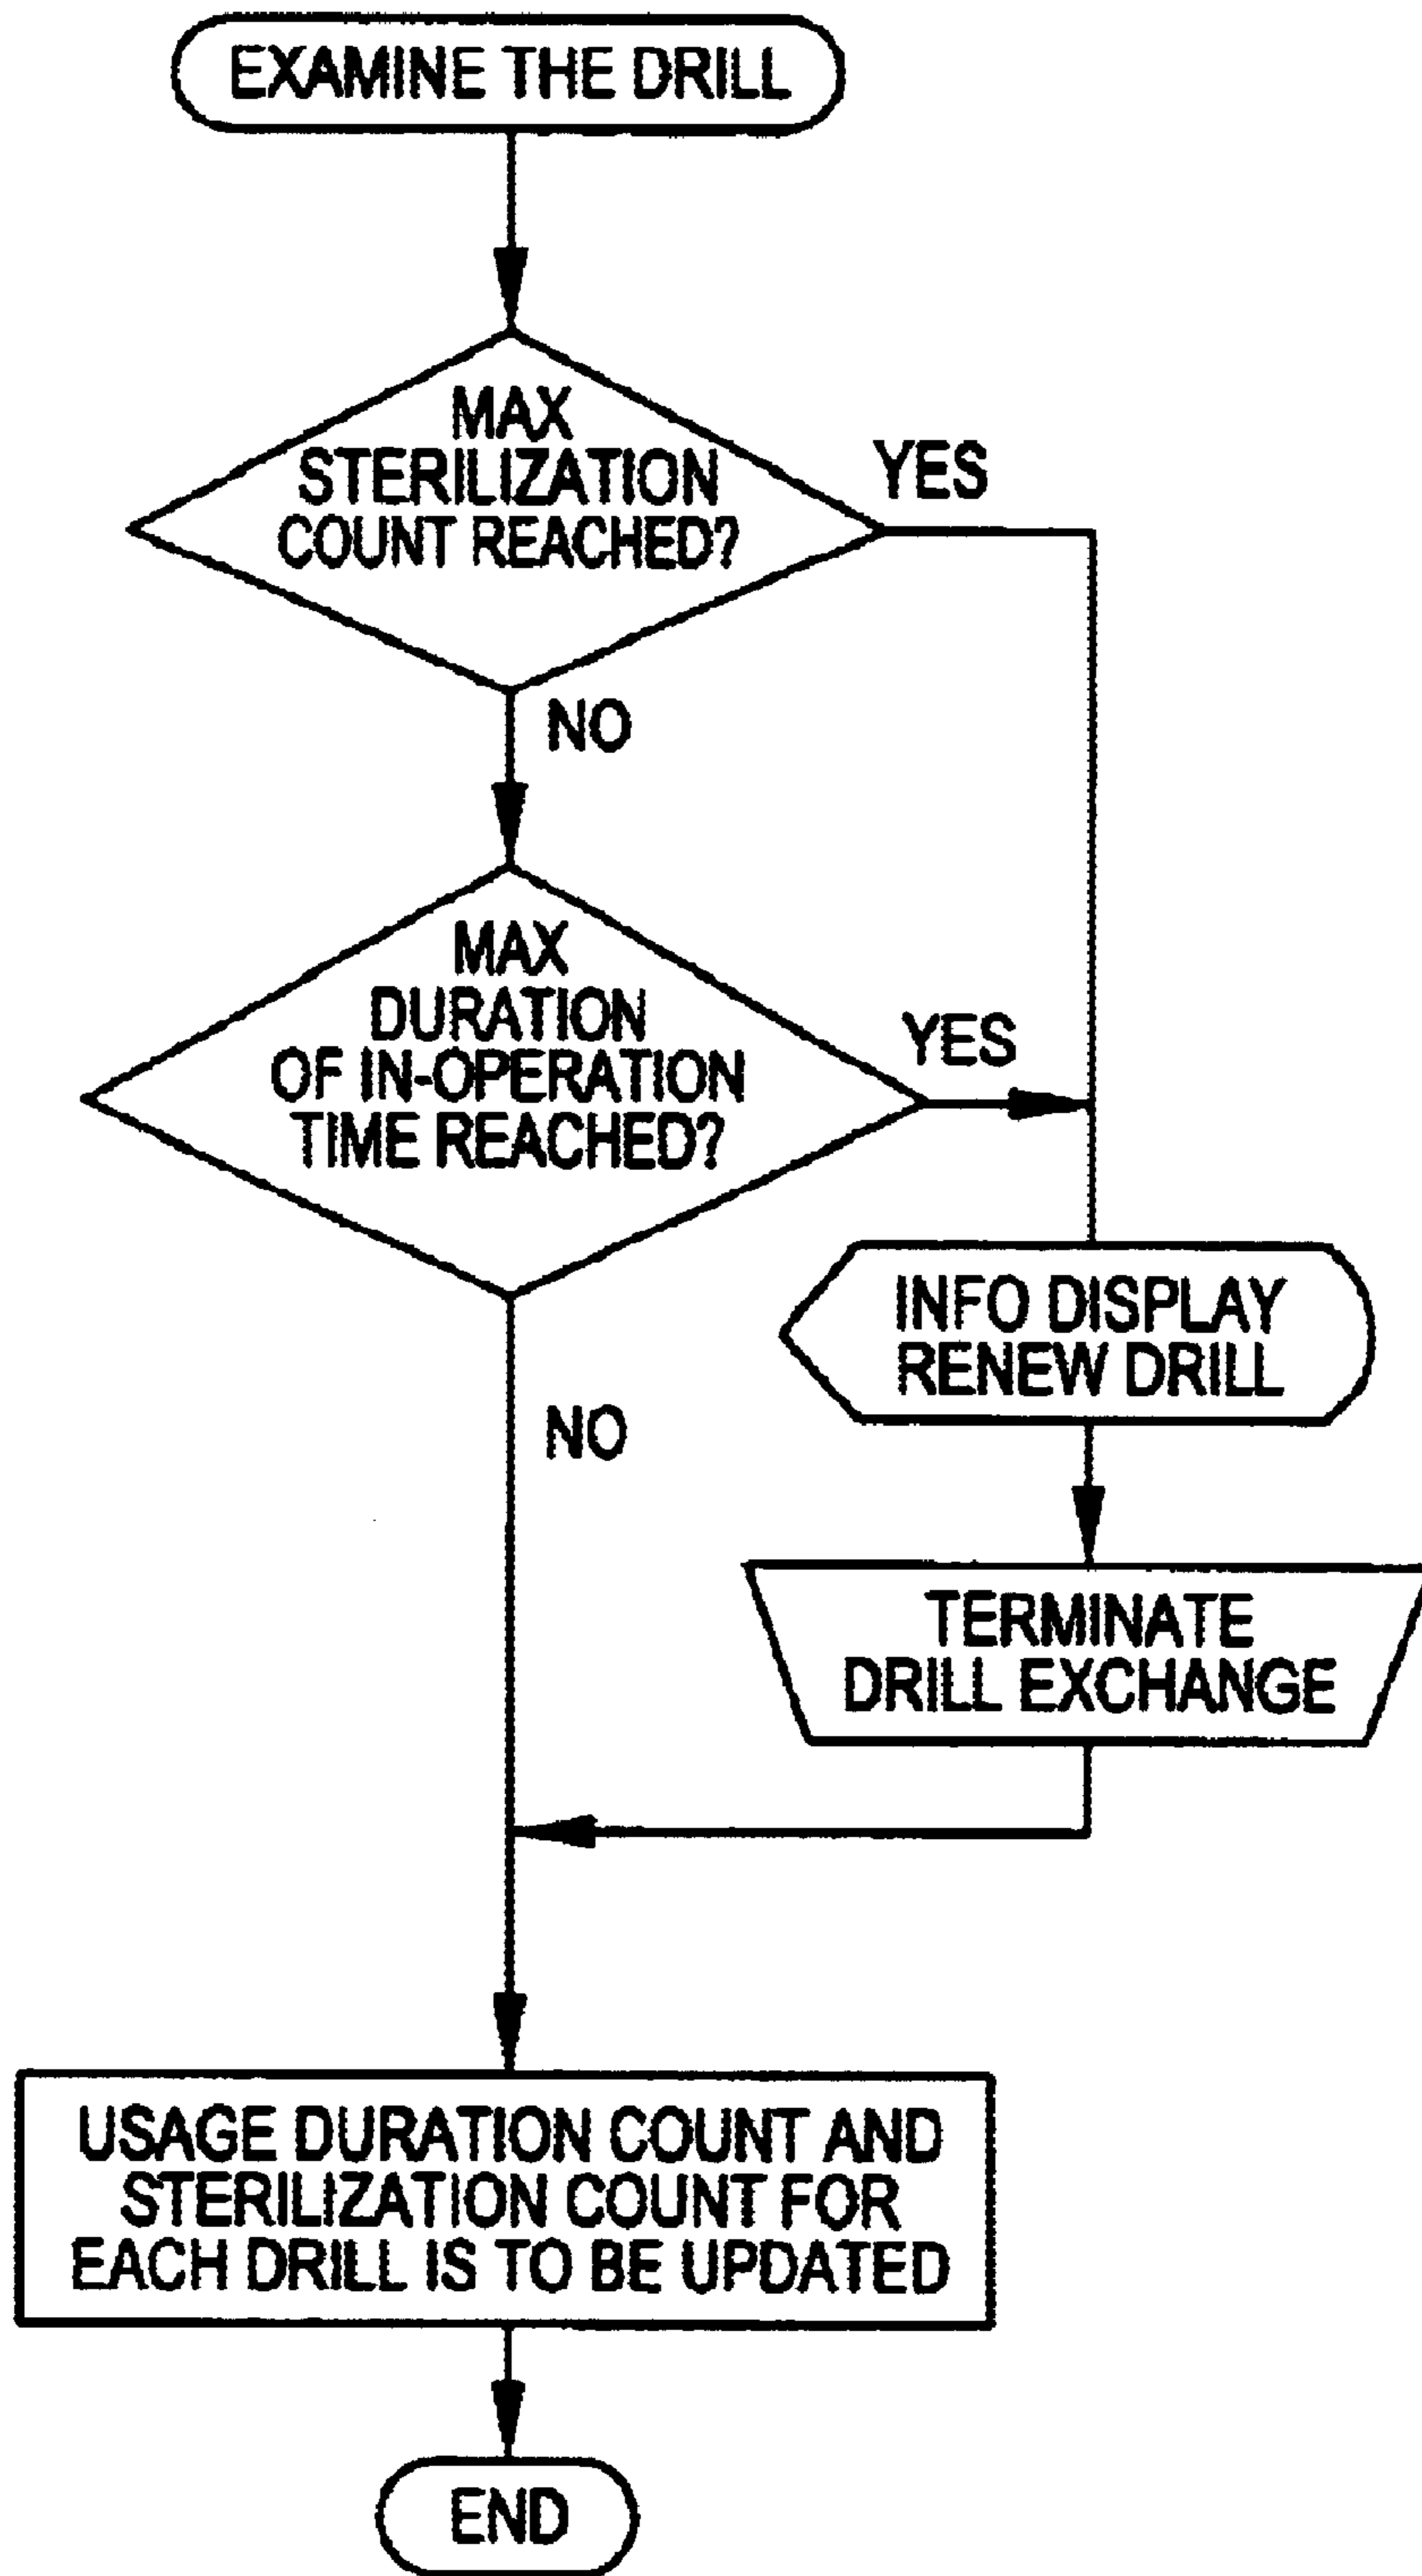 EXAMINE THE DRILL
MAX
STERILIZATION
COUNT REACHED?
YES
NO
MAX
DURATION
OF IN-OPERATION
TIME REACHED?
YES
NO
INFO DISPLAY
RENEW DRILL
TERMINATE
DRILL EXCHANGE
USAGE DURATION COUNT AND
STERILIZATION COUNT FOR
EACH DRILL IS TO BE UPDATED
END